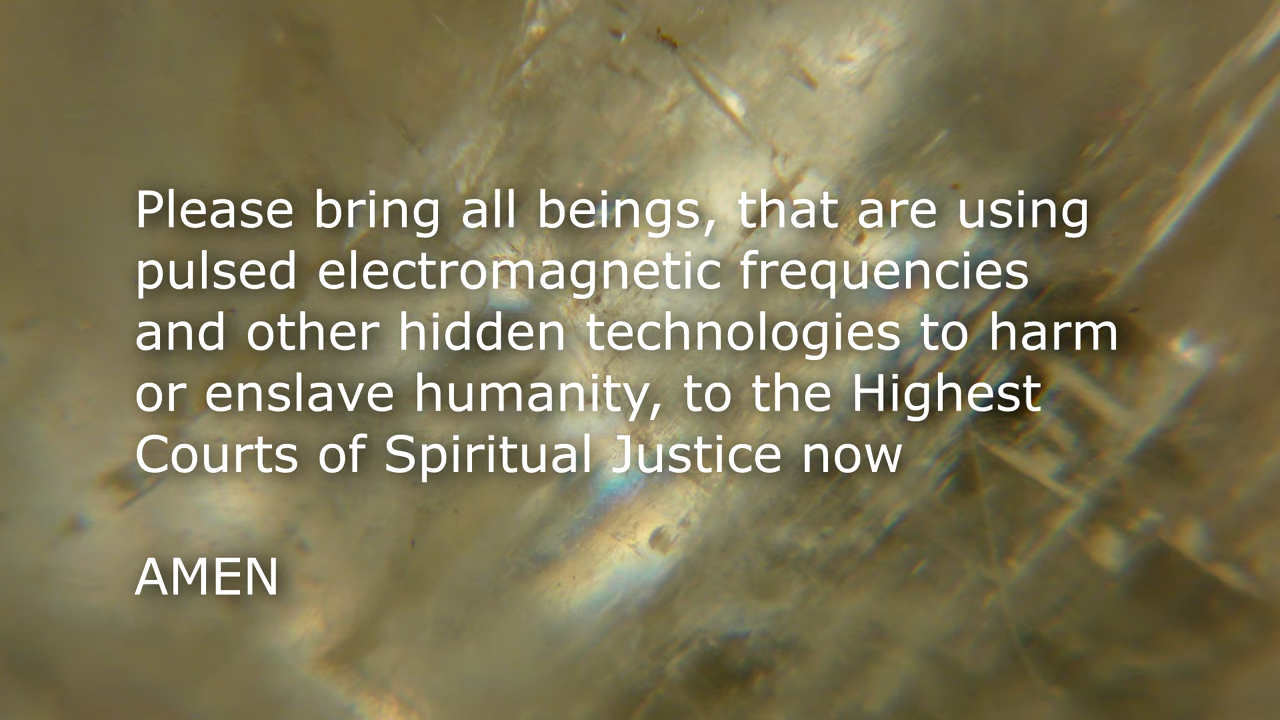 Please bring all beings, that are using
pulsed electromagnetic frequencies
and other hidden technologies to harm
or enslave humanity, to the Highest
Courts of Spiritual Justice now
AMEN